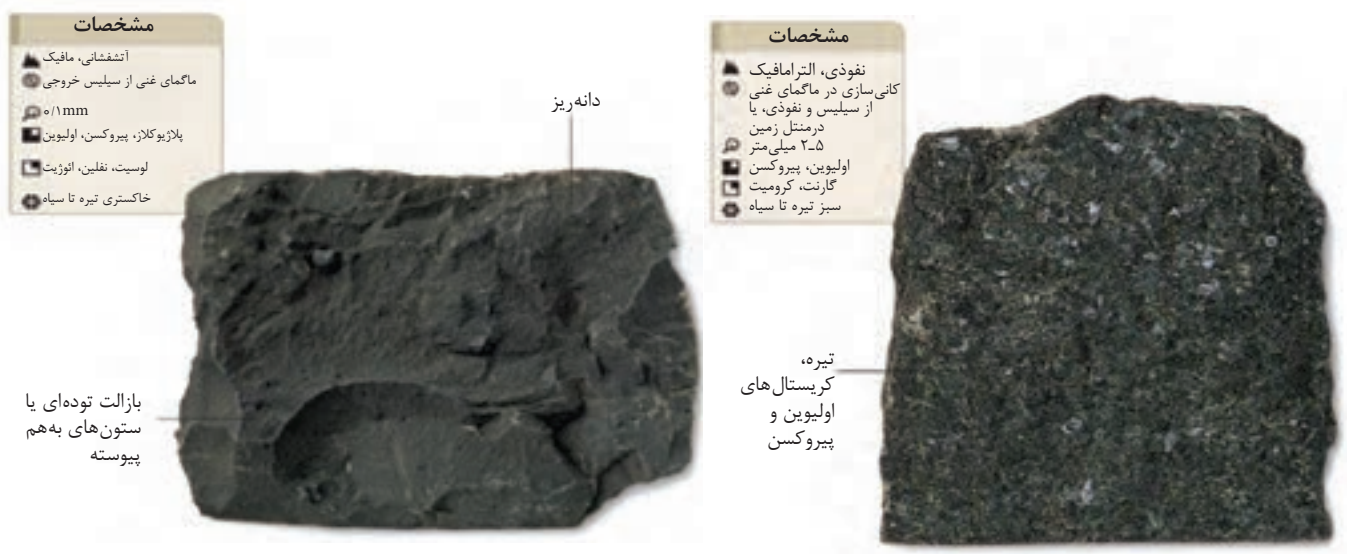 مشخصات
نفوذی، الترامافیک
کانی‌سازی در ماگمای غنی
از سیلیس و نفوذی، یا
درمنتل زمین
۵-۲ میلی‌متر
اولیوین، پیروکسن
گارنت، کرومیت
سبز تیره تا سیاه
تیره،
کریستال‌های
اولیوین و
پیروکسن
مشخصات
آتشفشانی، مافیک
ماگمای غنی از سیلیس خروجی
۰/۱mm
پلاژیوکلاز، پیروکسن، اولیوین
لوسیت، نفلین، ائوژیت
خاکستری تیره تا سیاه
دانه‌ریز
بازالت توده‌ای یا
ستون‌های به‌هم
پیوسته